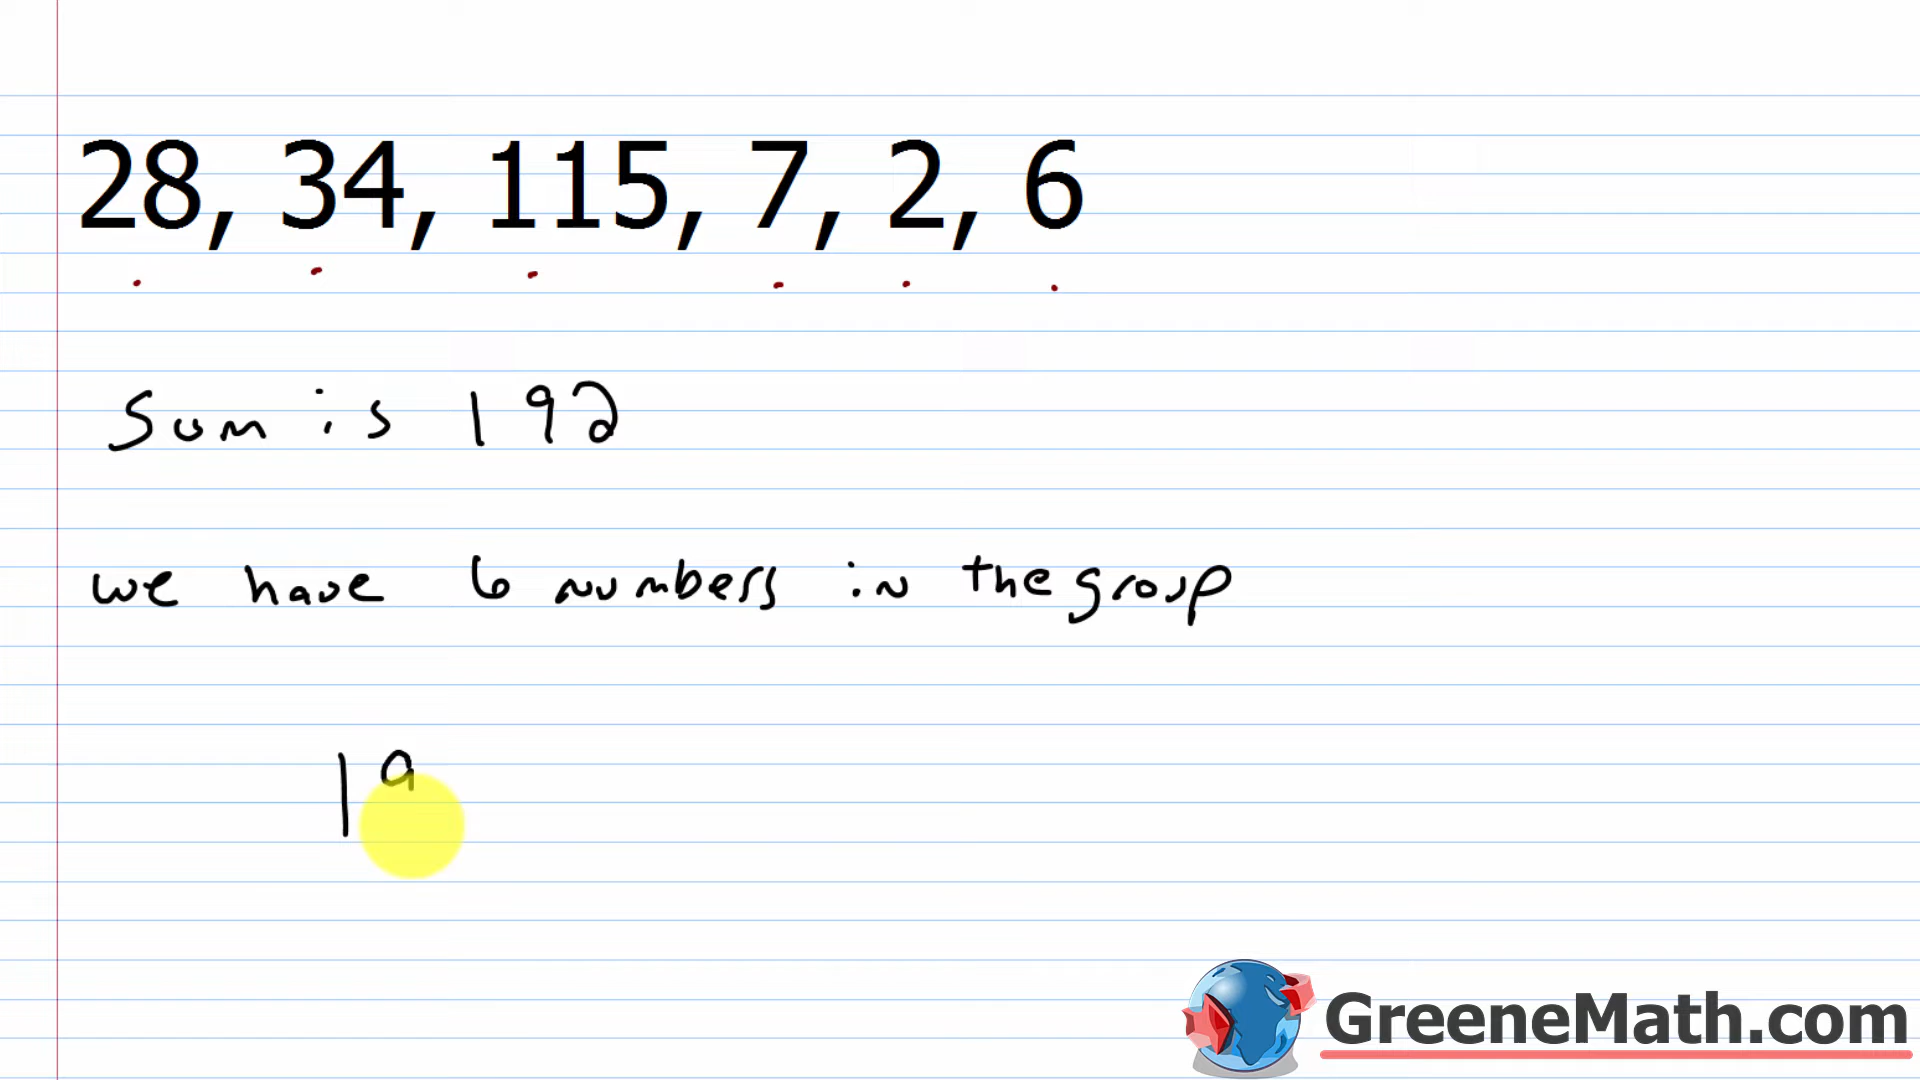 28, 34, 115, 7, 2, 6
Sum is 192
we have 6 numbers in the group
19
GreeneMath.com